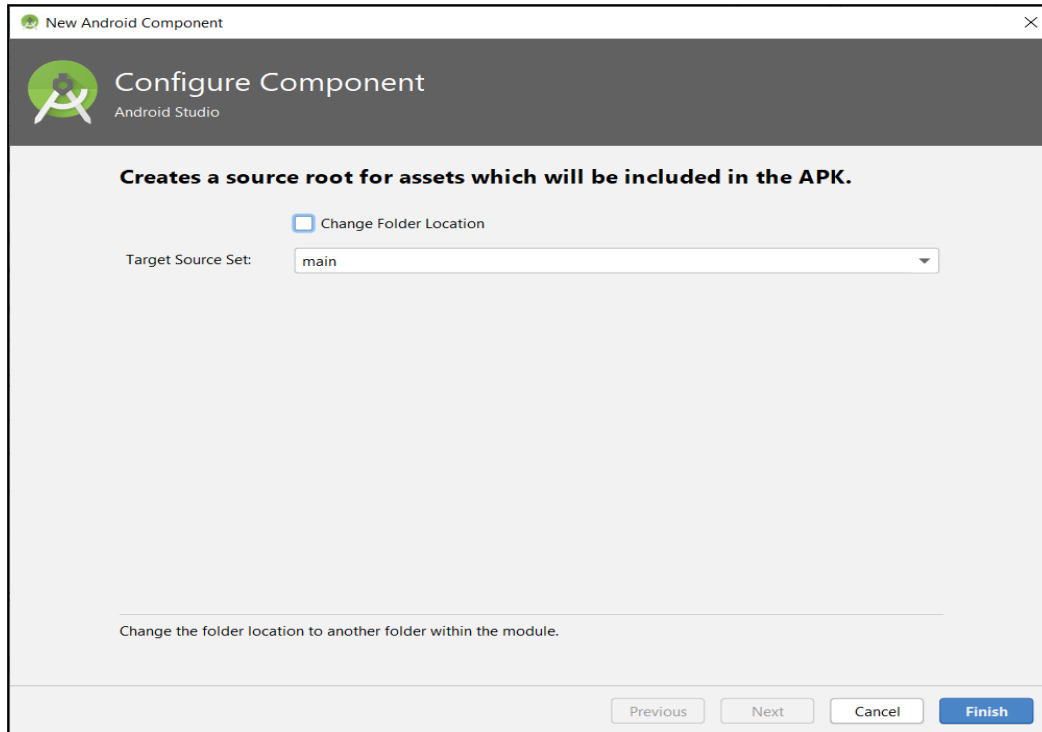 New Android Component
Configure Component
Android Studio
Creates a source root for assets which will be included in the APK.
Change Folder Location
Target Source Set: main
Change the folder location to another folder within the module.
Previous Next Cancel Finish